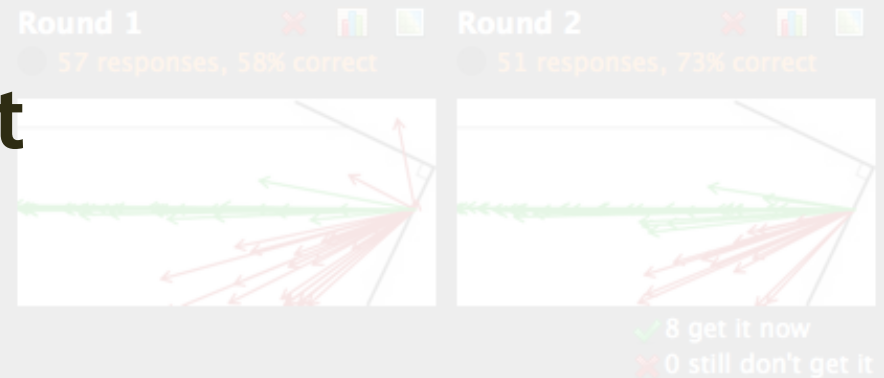 Round 1
57 responses, 58% correct
Round 2
51 responses, 73% correct
t
8 get it now
0 still don't get it